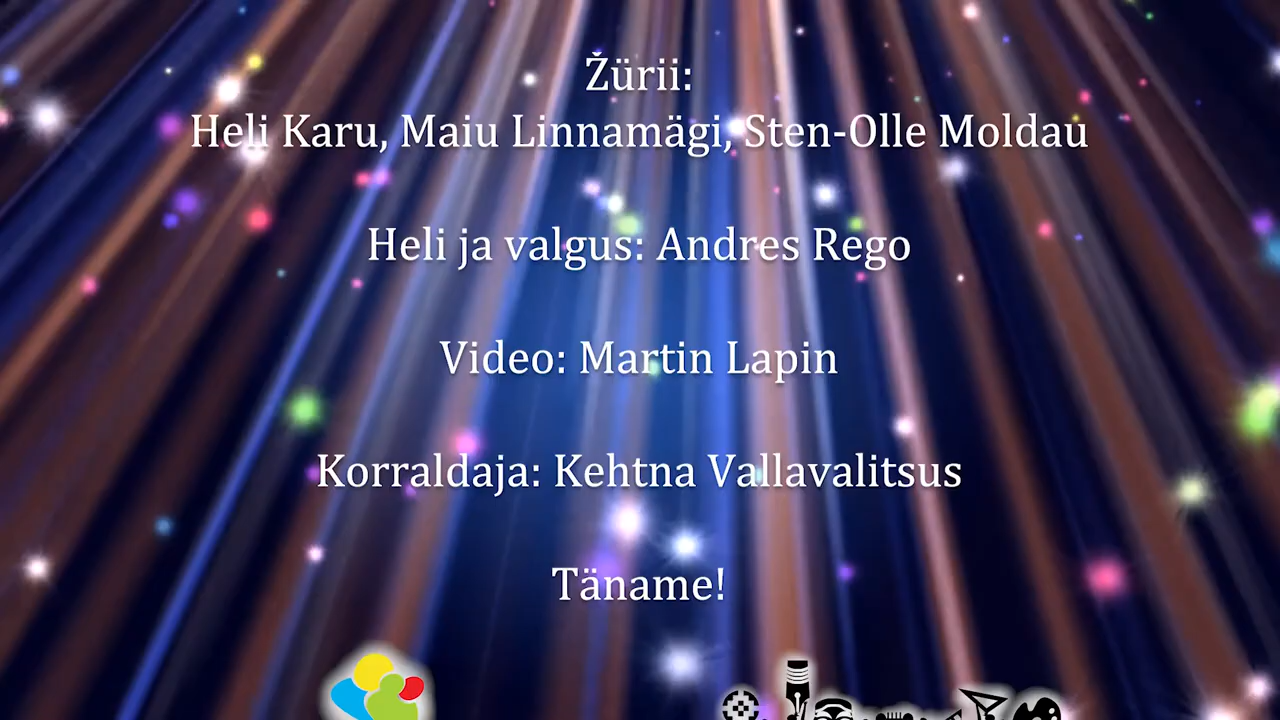 Žürii:
Heli Karu, Maiu Linnamägi, Sten-Olle Moldau
Heli ja valgus: Andres Rego
Video: Martin Lapin
Korraldaja: Kehtna Vallavalitsus
Täname!